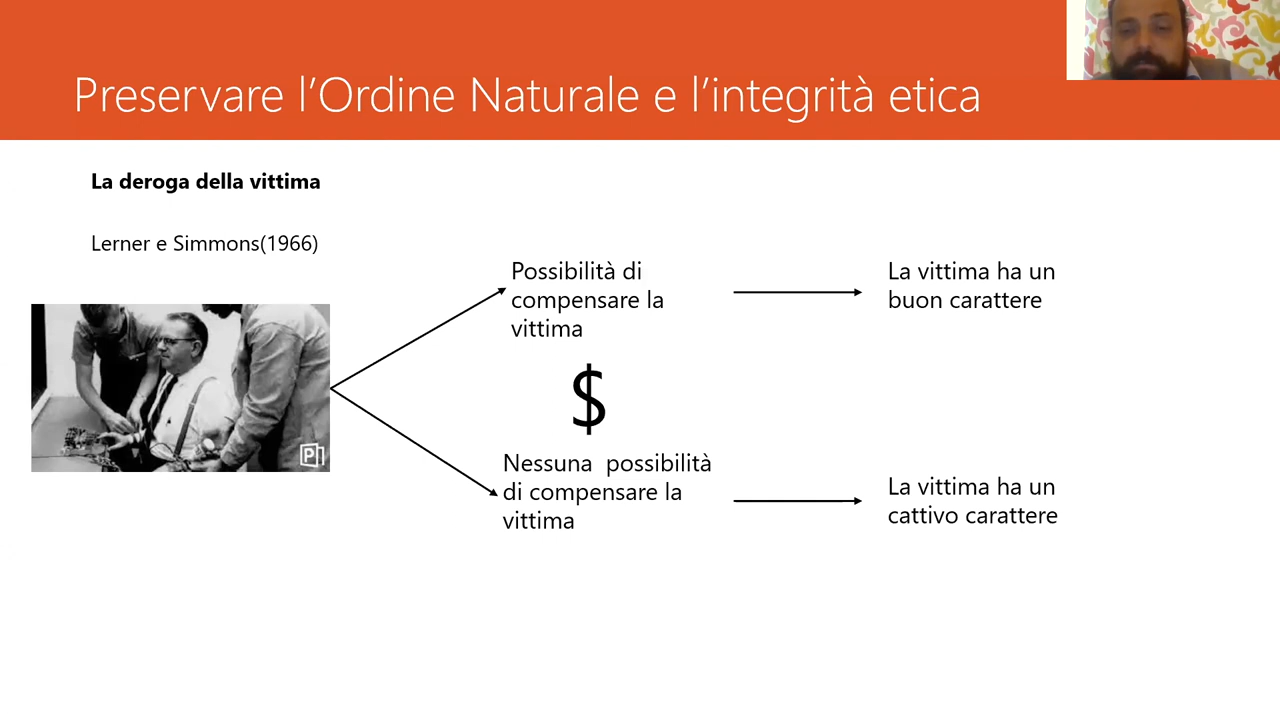 Preservare l’Ordine Naturale e l’integrità etica
La deroga della vittima
Lerner e Simmons(1966)
Possibilità di
compensare la
vittima
La vittima ha un
buon carattere
$
Nessuna  possibilità
di compensare la
vittima
La vittima ha un
cattivo carattere